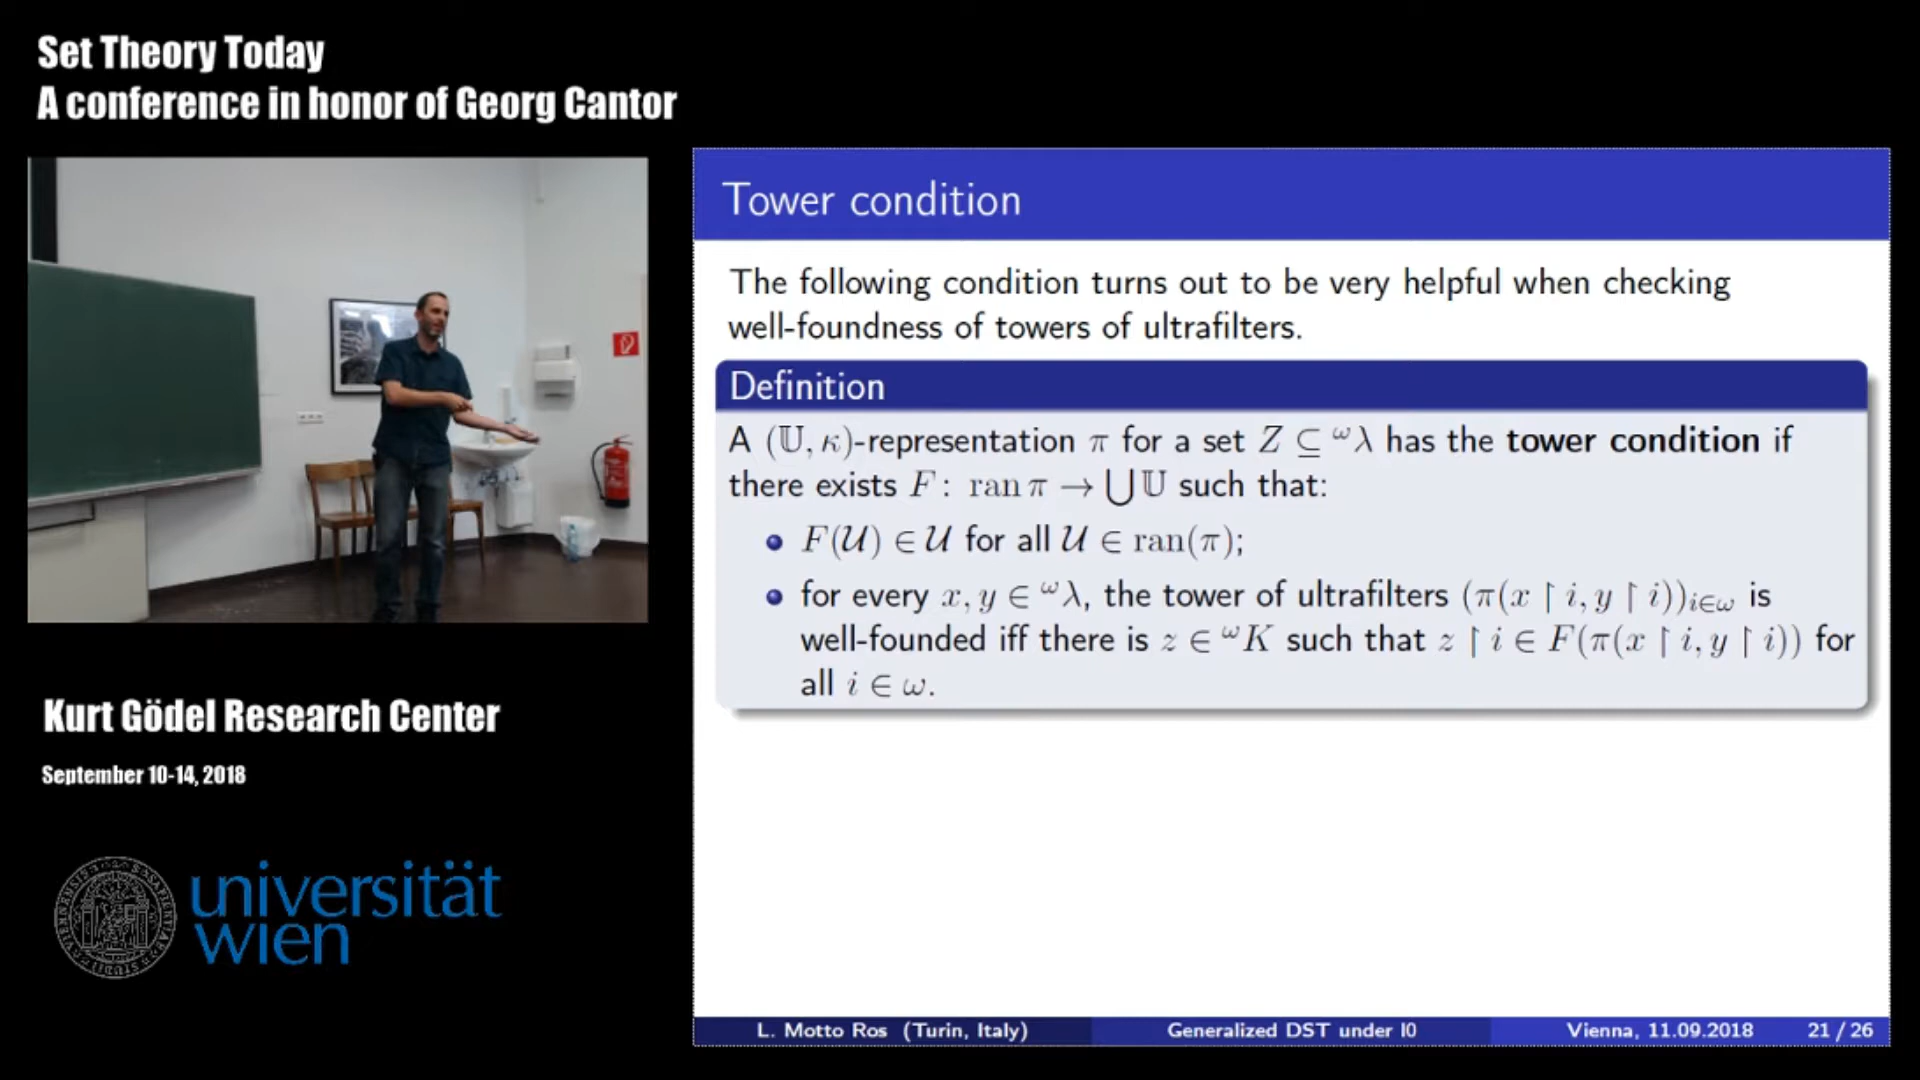 Set Theory Today
A conference in honor of Georg Cantor
Tower condition
The following condition turns out to be very helpful when checking
well-foundness of towers of ultrafilters.
Definition
A (𝕌, κ)-representation π for a set Z ⊆ ^ωλ has the tower condition if
there exists F : ran π → ⋃𝕌 such that:
• F(𝒰) ∈ 𝒰 for all 𝒰 ∈ ran(π);
• for every x, y ∈ ^ωλ, the tower of ultrafilters (π(x ↾ i, y ↾ i))_{i∈ω} is
well-founded iff there is z ∈ ^ωK such that z ↾ i ∈ F(π(x ↾ i, y ↾ i)) for
all i ∈ ω.
Kurt Gödel Research Center
September 10-14, 2018
universität
wien
L. Motto Ros (Turin, Italy) Generalized DST under I0 Vienna, 11.09.2018 21 / 26